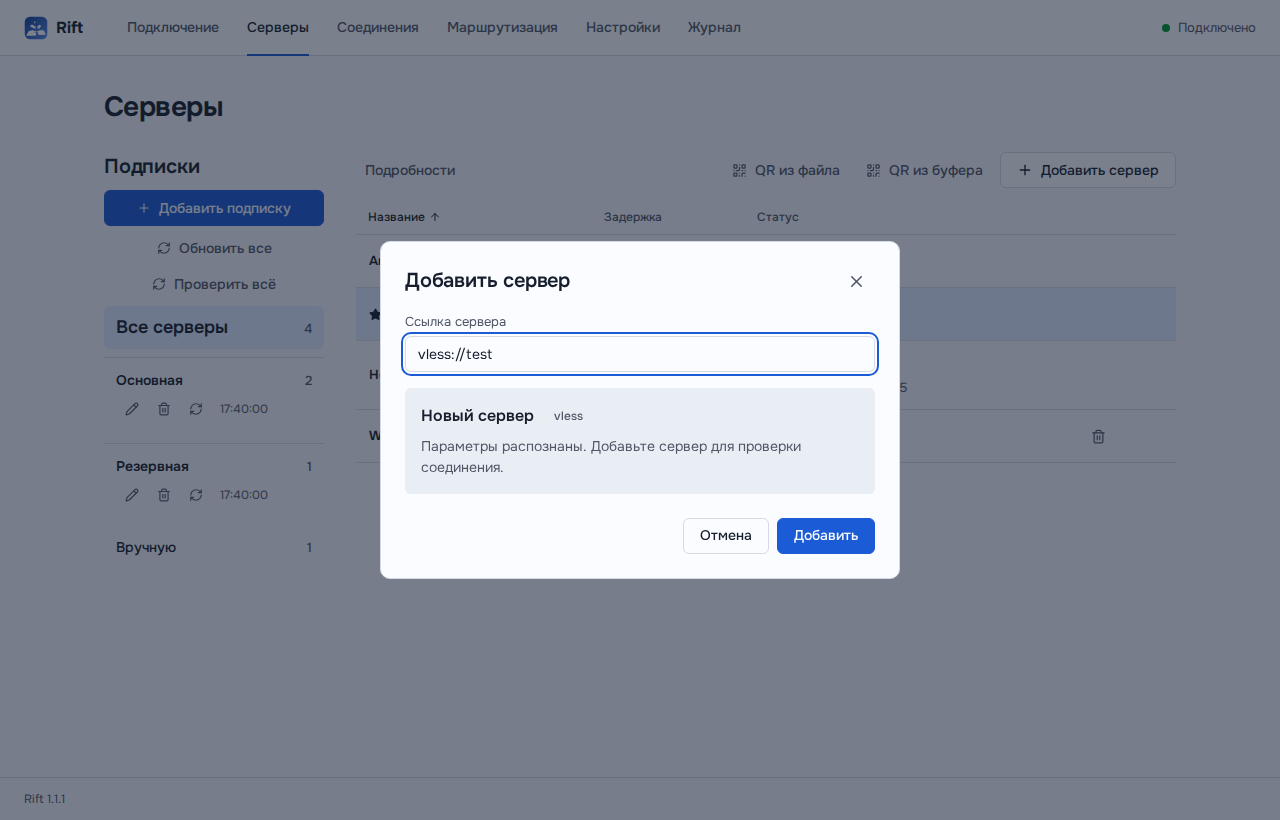 Rift
Подключение
Серверы
Соединения
Маршрутизация
Настройки
Журнал
Подключено
Серверы
Подписки
Добавить подписку
Обновить все
Проверить всё
Все серверы 4
Основная 2
17:40:00
Резервная 1
17:40:00
Вручную 1
Подробности
QR из файла
QR из буфера
Добавить сервер
Название ↑
Задержка
Статус
Добавить сервер
Ссылка сервера
vless://test
Новый сервер vless
Параметры распознаны. Добавьте сервер для проверки
соединения.
Отмена
Добавить
Rift 1.1.1